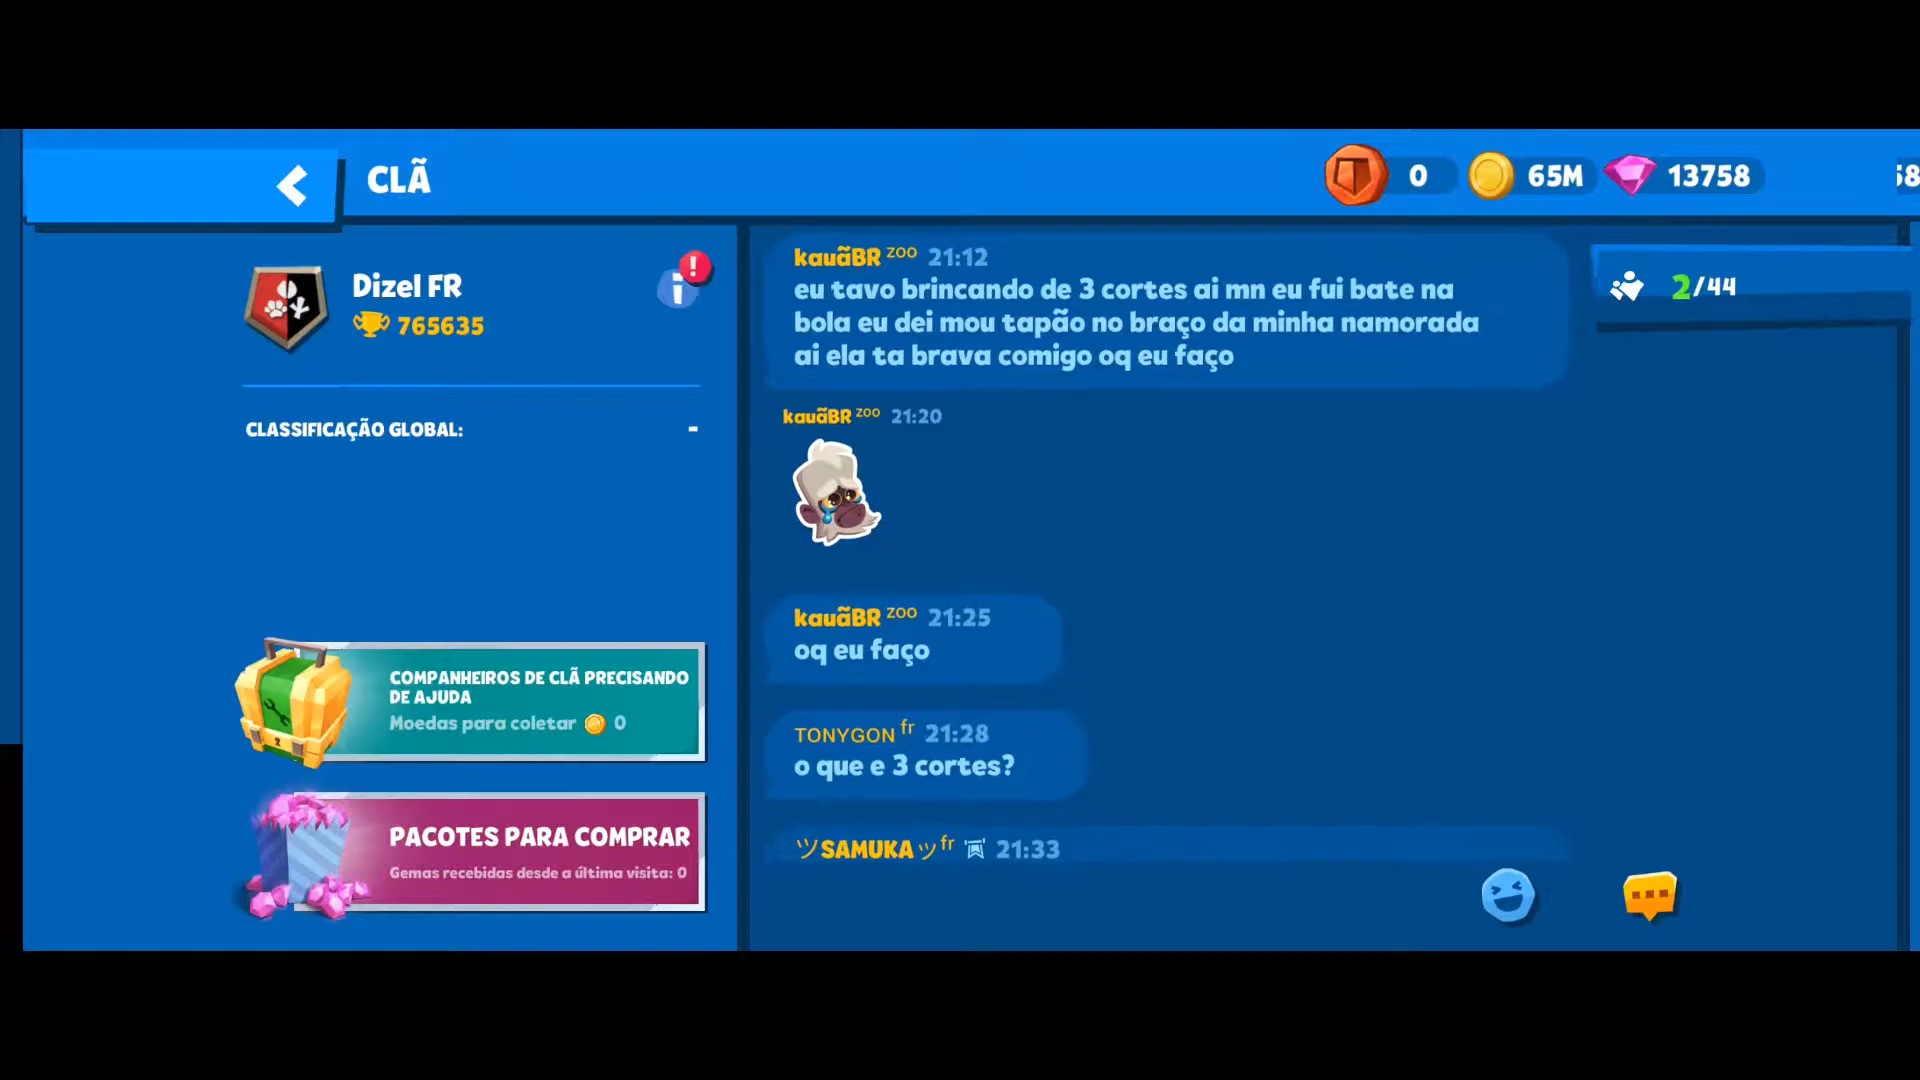 CLÃ
0
65M
13758
58
Dizel FR
765635
CLASSIFICAÇÃO GLOBAL:
-
COMPANHEIROS DE CLÃ PRECISANDO
DE AJUDA
Moedas para coletar 0
PACOTES PARA COMPRAR
Gemas recebidas desde a última visita: 0
kauãBR ᶻᵒᵒ 21:12
eu tavo brincando de 3 cortes ai mn eu fui bate na
bola eu dei mou tapão no braço da minha namorada
ai ela ta brava comigo oq eu faço
kauãBR ᶻᵒᵒ 21:20
kauãBR ᶻᵒᵒ 21:25
oq eu faço
TONYGON ᶠʳ 21:28
o que e 3 cortes?
ツSAMUKAッᶠʳ 21:33
2/44